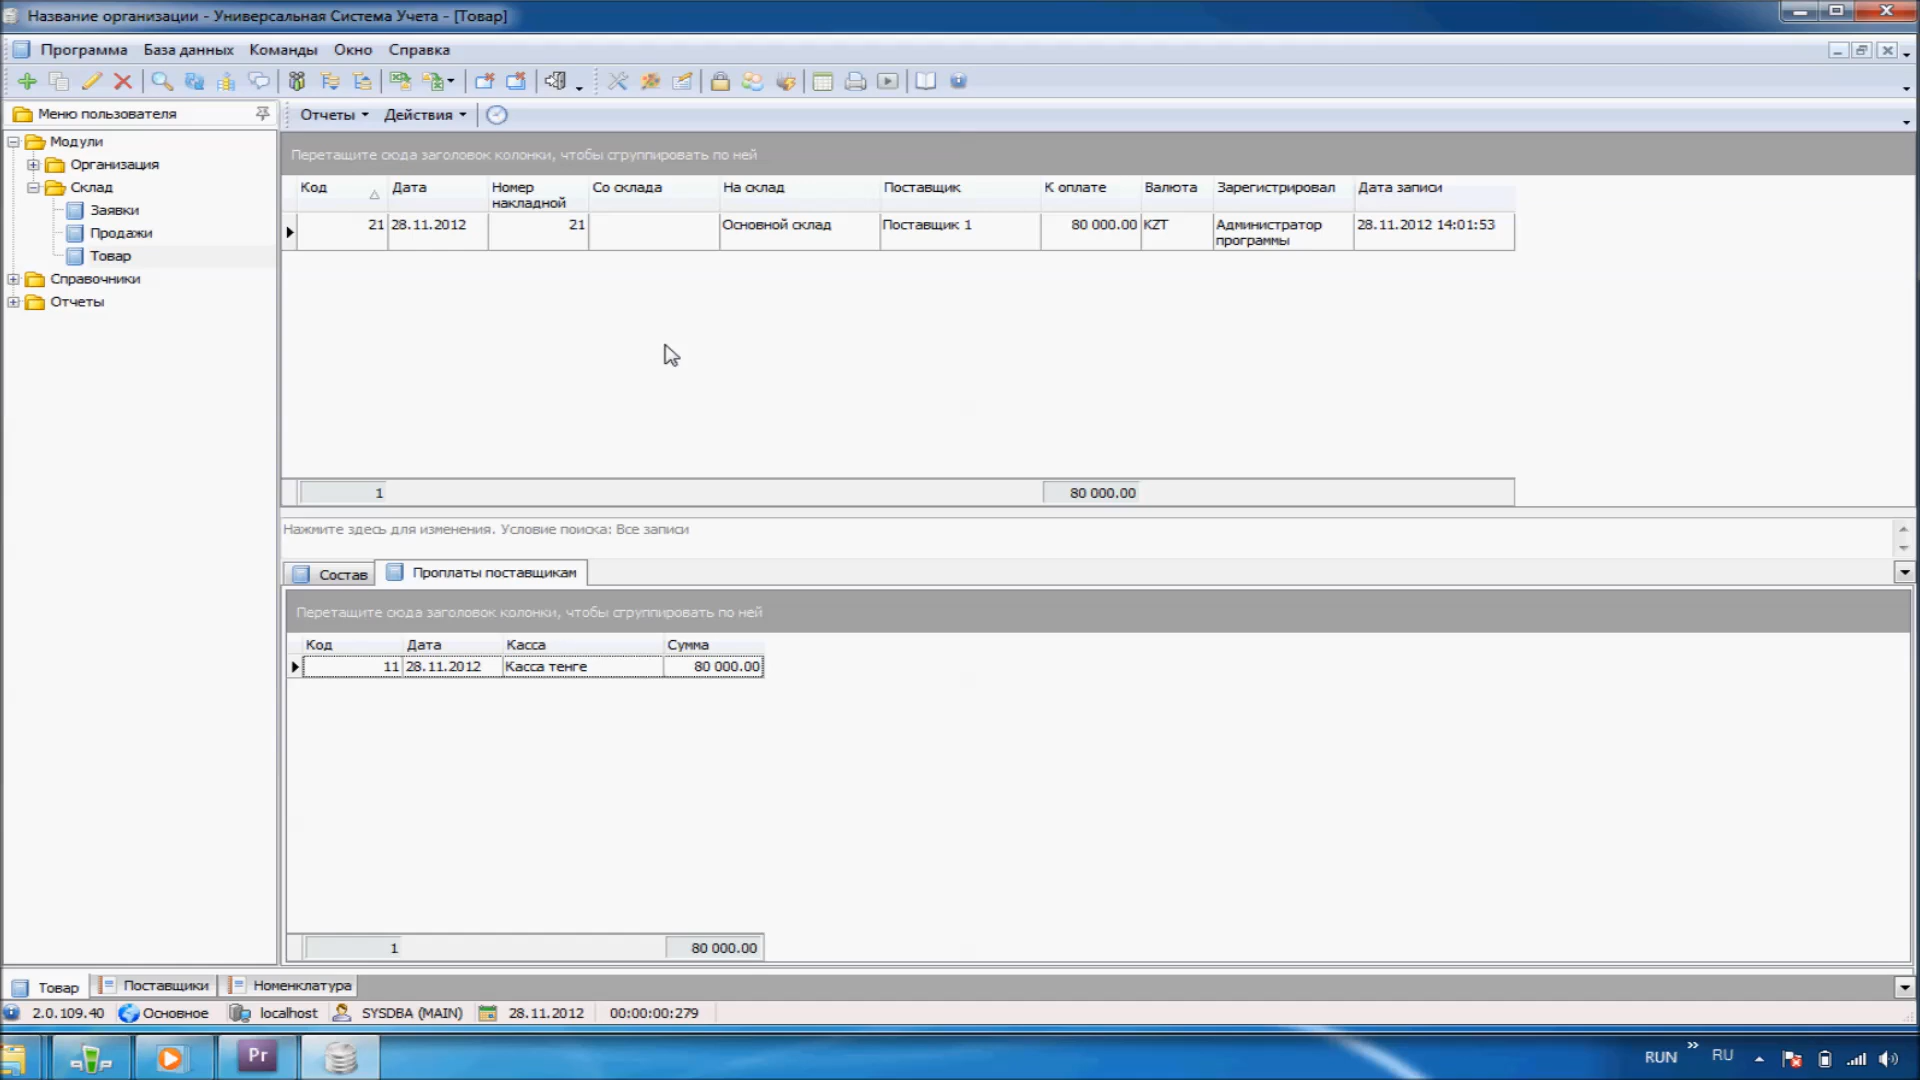 Название организации - Универсальная Система Учета - [Товар]
Программа База данных Команды Окно Справка
Меню пользователя
Отчеты Действия
Модули
Организация
Склад
Заявки
Продажи
Товар
Справочники
Отчеты
Перетащите сюда заголовок колонки, чтобы сгруппировать по ней
Код Дата Номер накладной Со склада На склад Поставщик К оплате Валюта Зарегистрировал Дата записи
21 28.11.2012 21 Основной склад Поставщик 1 80 000.00 KZT Администратор программы 28.11.2012 14:01:53
1 80 000.00
Нажмите здесь для изменения. Условие поиска: Все записи
Состав Проплаты поставщикам
Перетащите сюда заголовок колонки, чтобы сгруппировать по ней
Код Дата Касса Сумма
11 28.11.2012 Касса тенге 80 000.00
1 80 000.00
Товар Поставщики Номенклатура
2.0.109.40 Основное localhost SYSDBA (MAIN) 28.11.2012 00:00:00:279
Pr RUN » RU